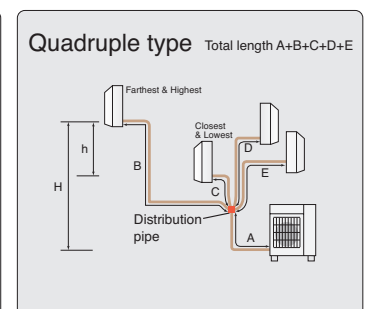 Quadruple type Total length A+B+C+D+E
Farthest & Highest
Closest
& Lowest
h
D
H
B
E
C
Distribution
pipe
A